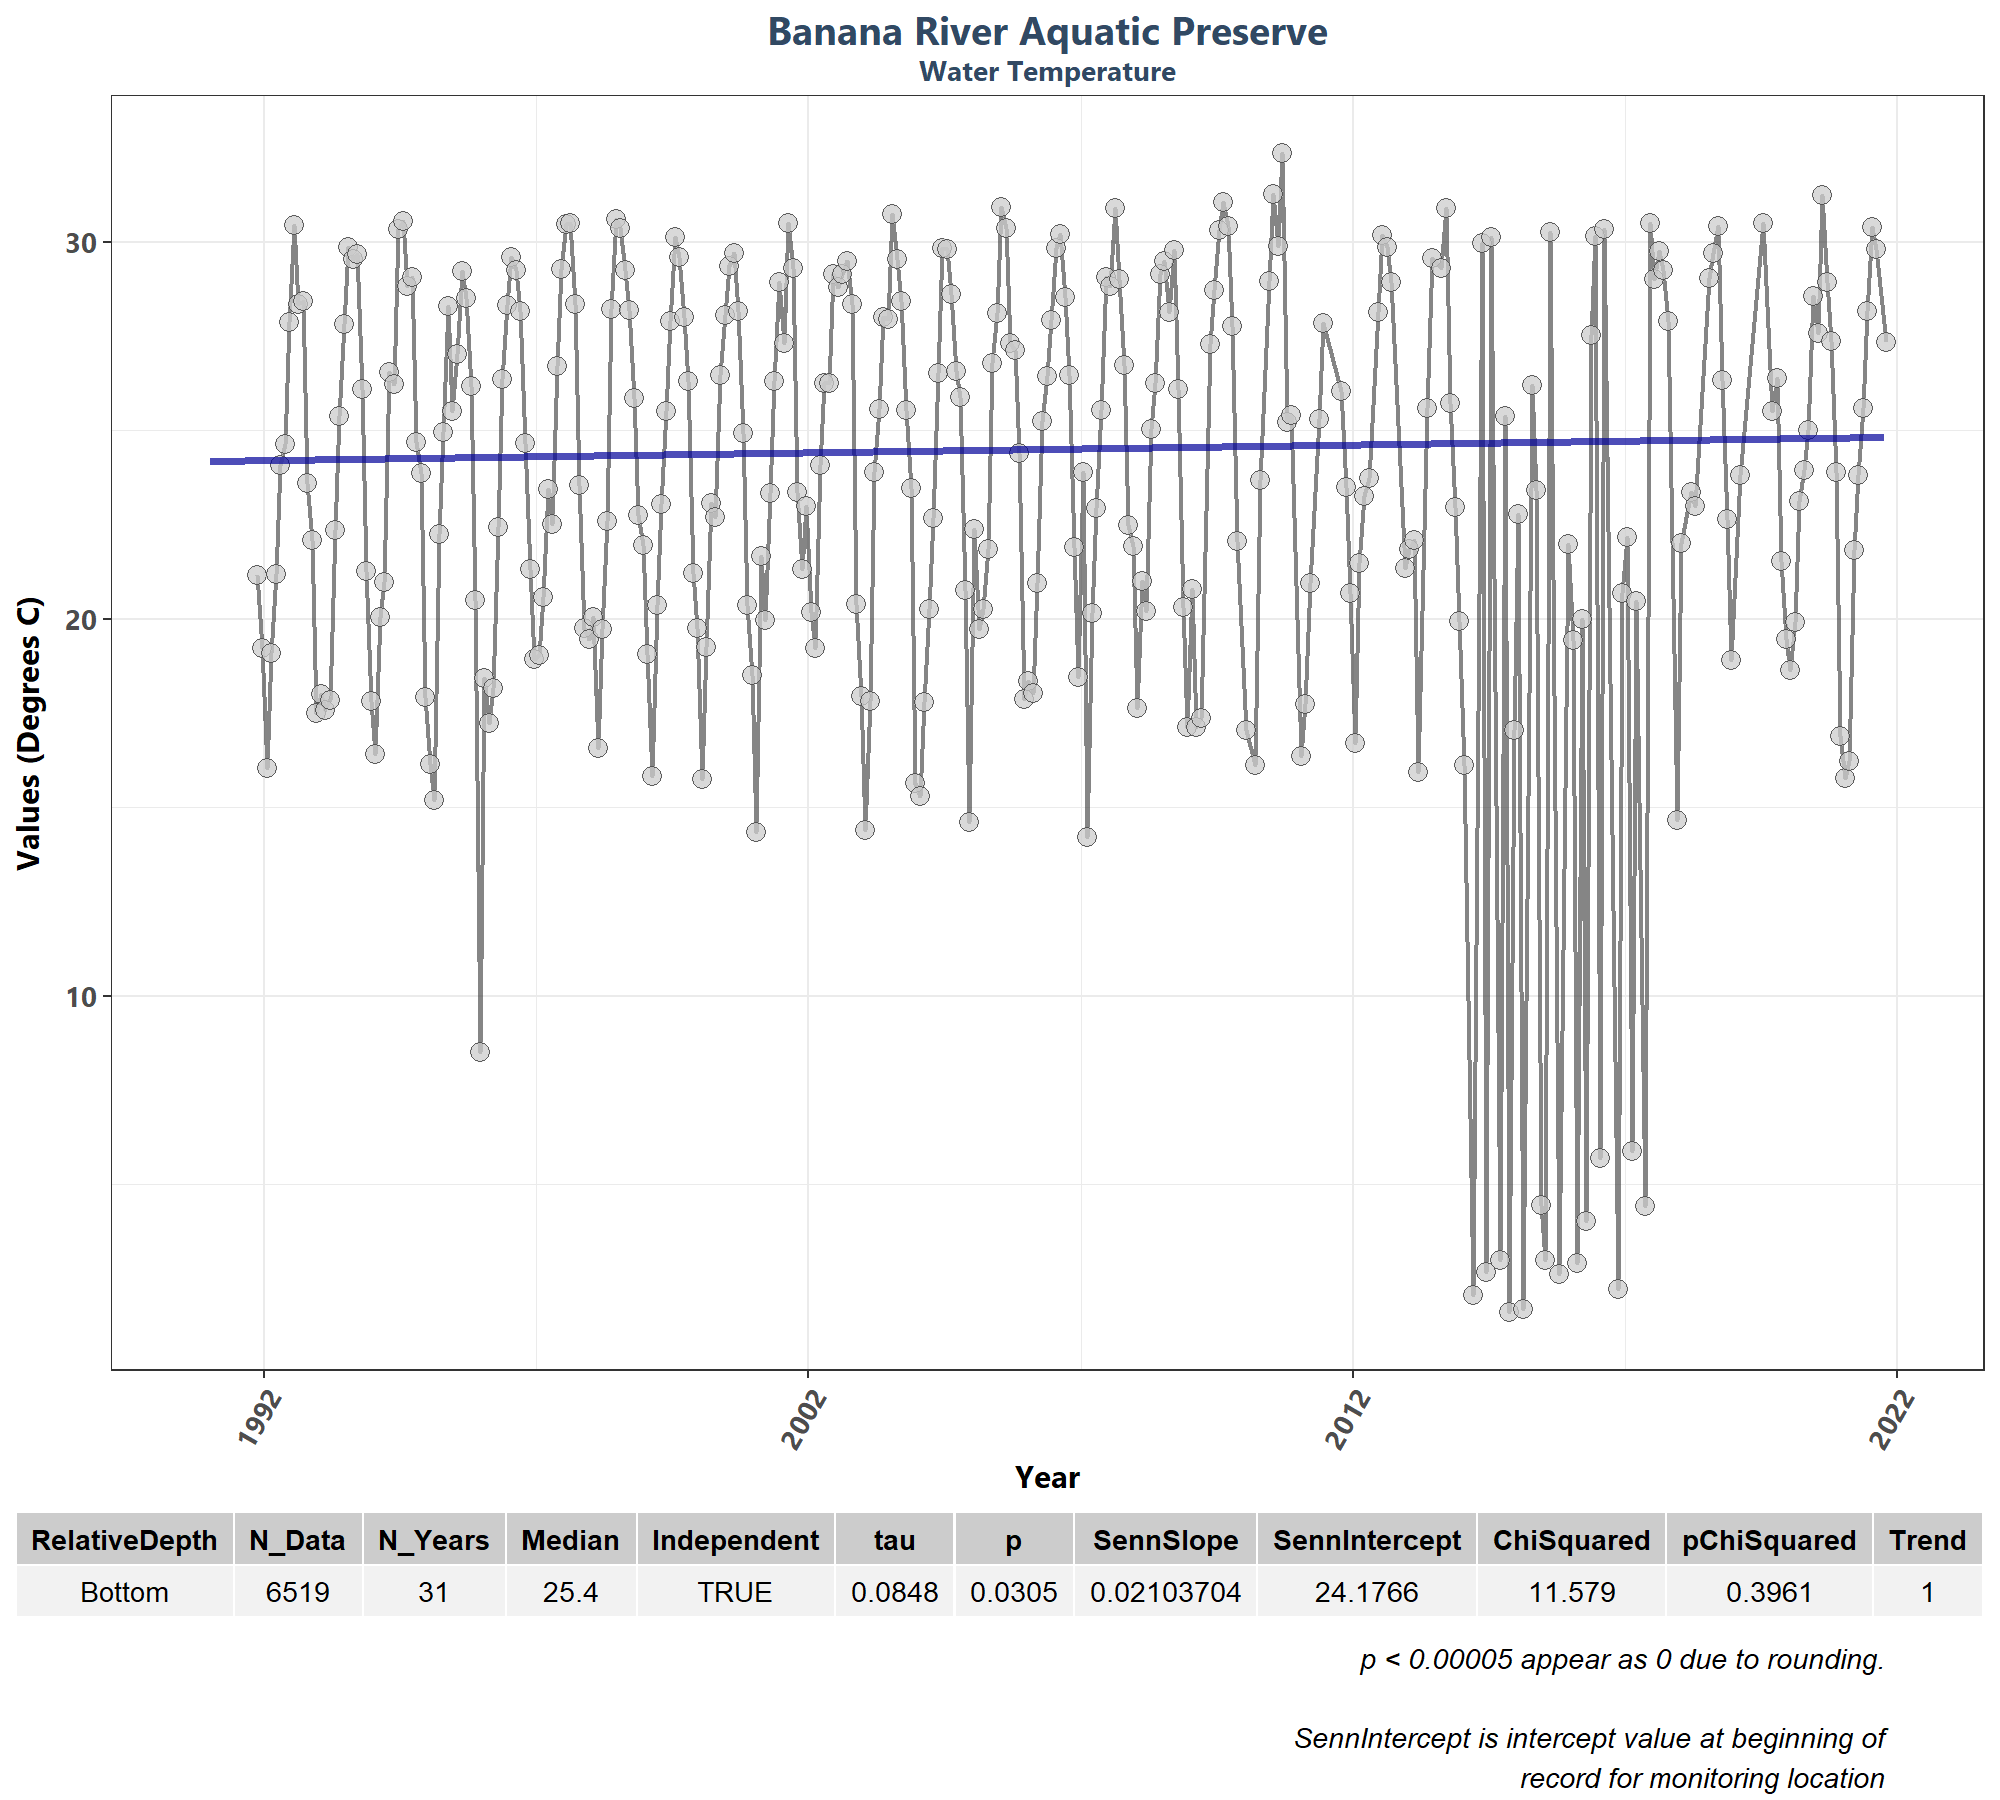 Banana River Aquatic Preserve
Water Temperature
Values (Degrees C)
30
20
10
1992
2002
2012
2022
Year
RelativeDepth N_Data N_Years Median Independent tau p SennSlope SennIntercept ChiSquared pChiSquared Trend
Bottom 6519 31 25.4 TRUE 0.0848 0.0305 0.02103704 24.1766 11.579 0.3961 1
p < 0.00005 appear as 0 due to rounding.
SennIntercept is intercept value at beginning of
record for monitoring location